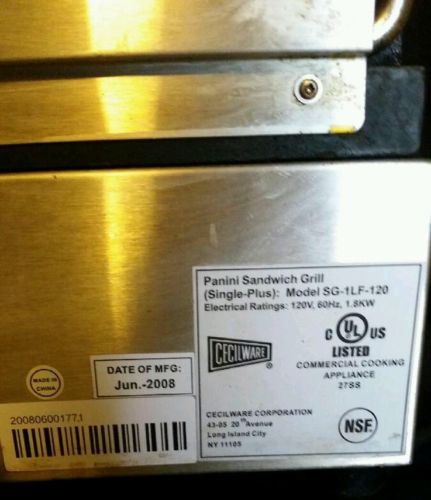 Panini Sandwich Grill
(Single-Plus): Model SG-1LF-120
Electrical Ratings: 120V, 60Hz, 1.8KW
CECILWARE®
C UL US
LISTED
COMMERCIAL COOKING
APPLIANCE
27SS
CECILWARE CORPORATION
43-05 20th Avenue
Long Island City
NY 11105
NSF.
MADE IN
CHINA
DATE OF MFG:
Jun.-2008
20080600177.1